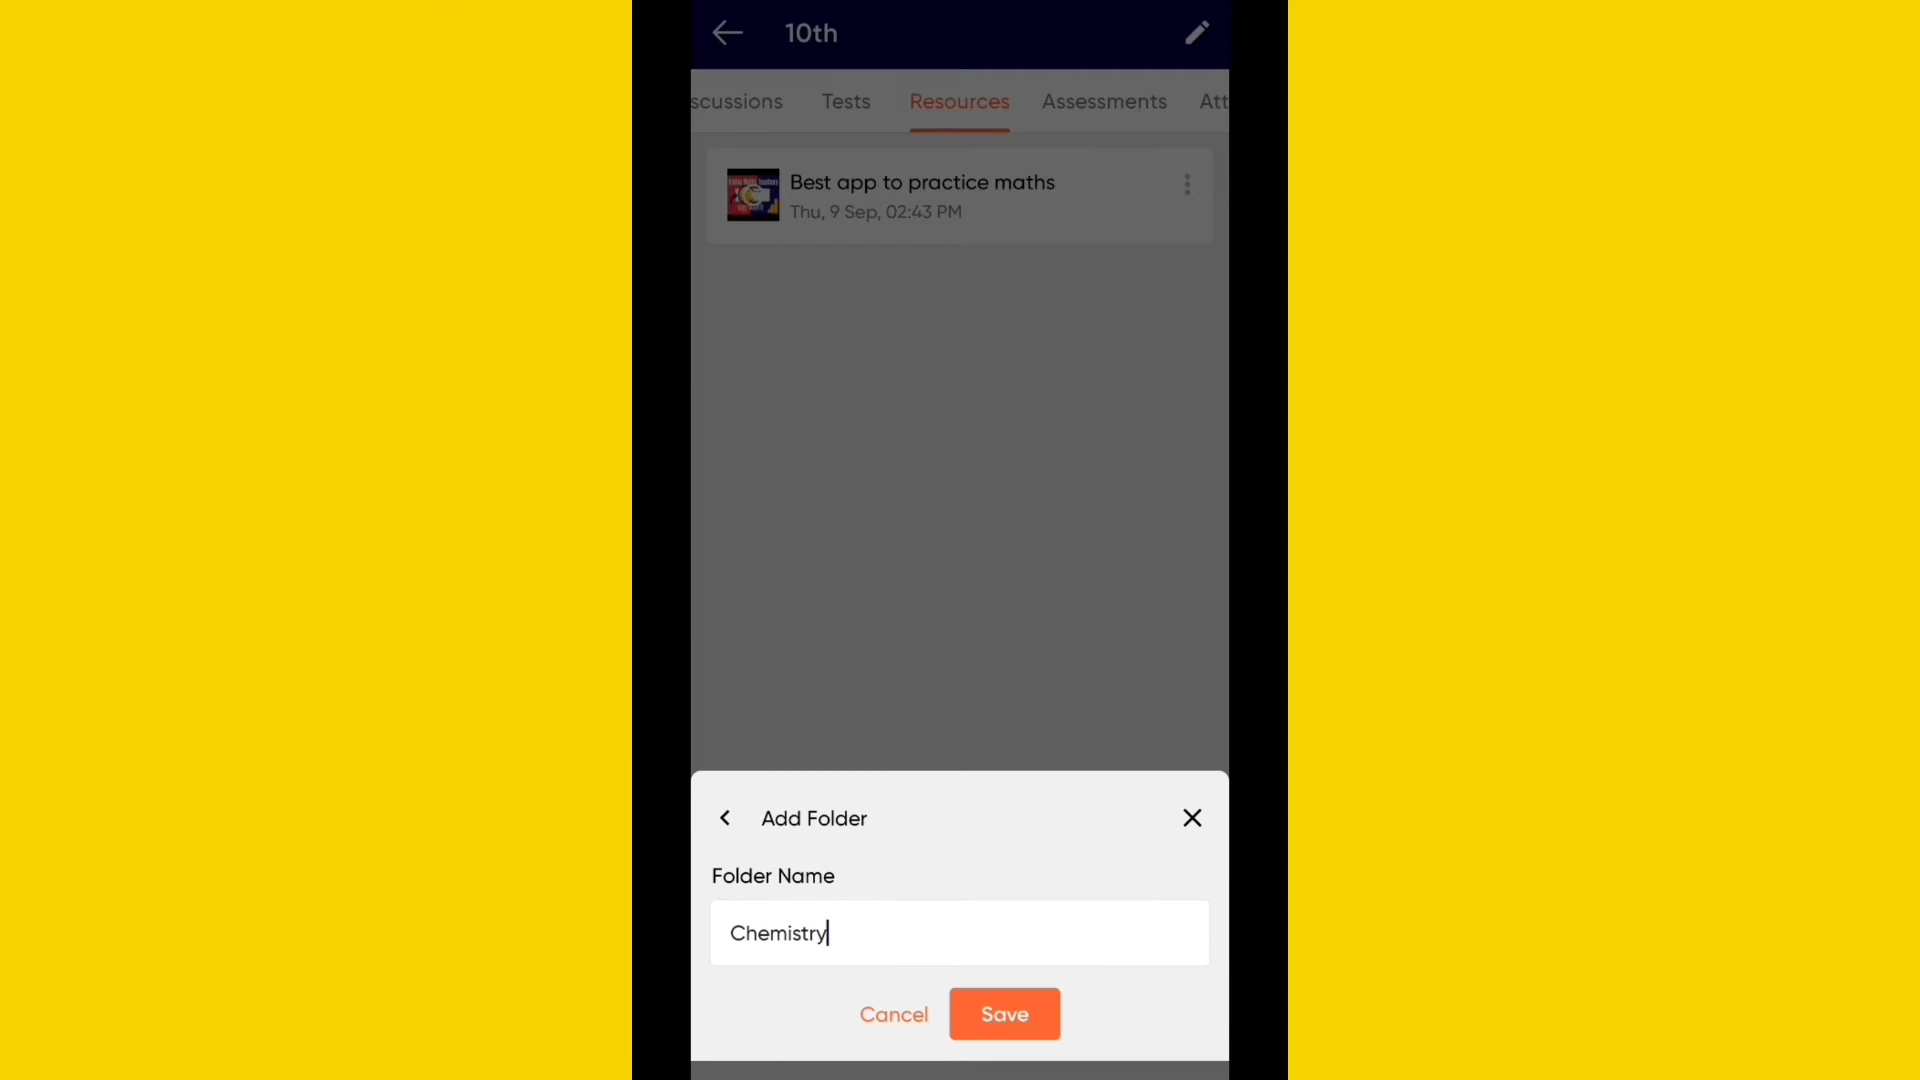 10th
scussions Tests Resources Assessments Att
Best app to practice maths
Thu, 9 Sep, 02:43 PM
Add Folder
Folder Name
Chemistry
Cancel Save